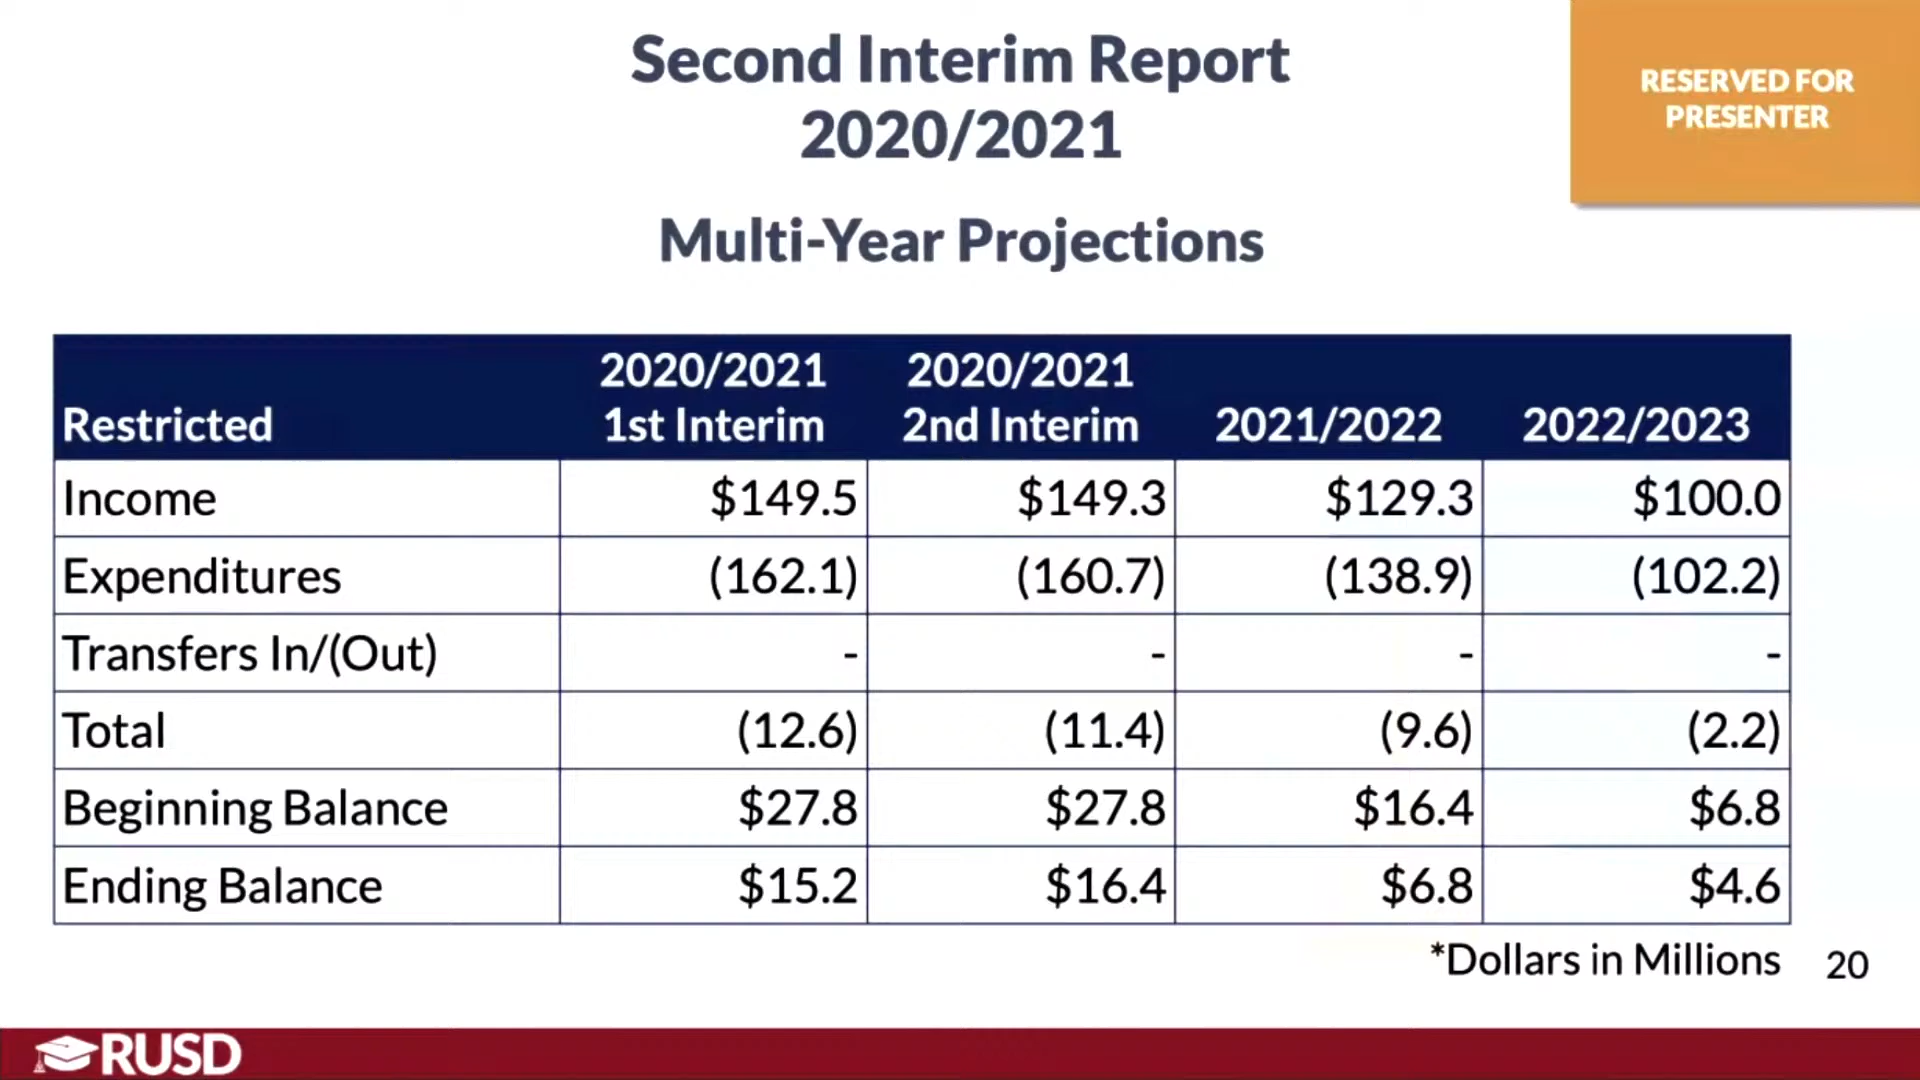 Second Interim Report
2020/2021
RESERVED FOR
PRESENTER
Multi-Year Projections
Restricted 2020/2021 1st Interim 2020/2021 2nd Interim 2021/2022 2022/2023
Income $149.5 $149.3 $129.3 $100.0
Expenditures (162.1) (160.7) (138.9) (102.2)
Transfers In/(Out) - - - -
Total (12.6) (11.4) (9.6) (2.2)
Beginning Balance $27.8 $27.8 $16.4 $6.8
Ending Balance $15.2 $16.4 $6.8 $4.6
*Dollars in Millions 20
RUSD